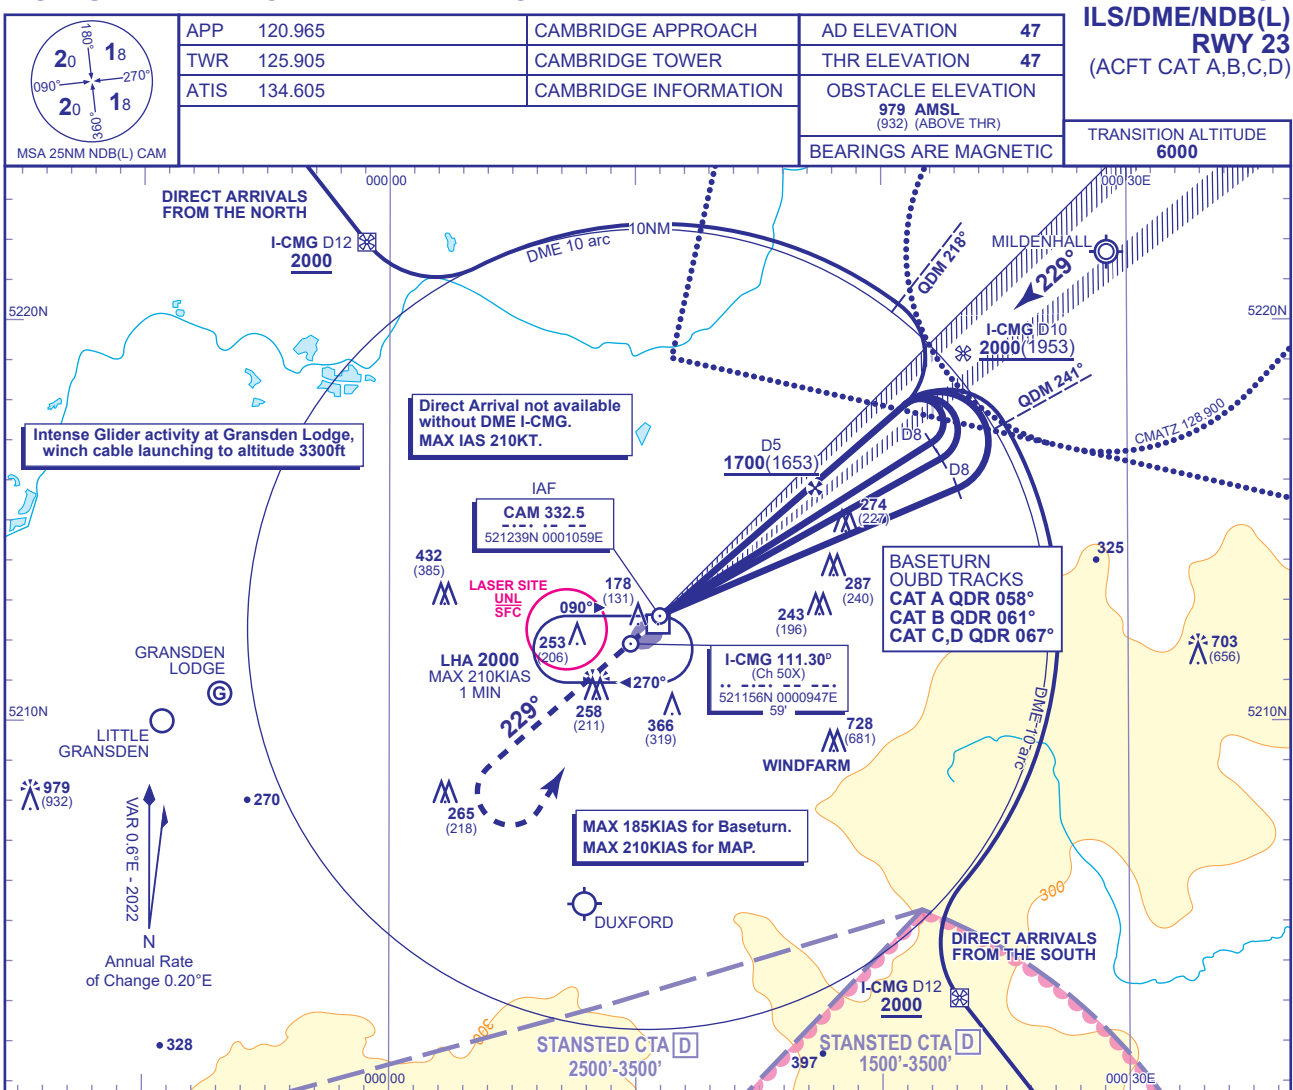 ILS/DME/NDB(L)
RWY 23
(ACFT CAT A,B,C,D)
180°
20
18
090°
270°
20
18
360°
MSA 25NM NDB(L) CAM
APP 120.965 CAMBRIDGE APPROACH
TWR 125.905 CAMBRIDGE TOWER
ATIS 134.605 CAMBRIDGE INFORMATION
AD ELEVATION 47
THR ELEVATION 47
OBSTACLE ELEVATION
979 AMSL
(932) (ABOVE THR)
BEARINGS ARE MAGNETIC
TRANSITION ALTITUDE
6000
000 00
000 30E
DIRECT ARRIVALS
FROM THE NORTH
I-CMG D12
2000
DME 10 arc
10NM
QDM 218°
MILDENHALL
229°
5220N
5220N
I-CMG D10
2000(1953)
QDM 241°
CMATZ 128.900
Direct Arrival not available
without DME I-CMG.
MAX IAS 210KT.
Intense Glider activity at Gransden Lodge,
winch cable launching to altitude 3300ft
D5
1700(1653)
D8
D8
IAF
CAM 332.5
521239N 0001059E
274
(227)
432
(385)
LASER SITE
UNL
SFC
178
(131)
090°
253
(206)
287
(240)
243
(196)
BASETURN
OUBD TRACKS
CAT A QDR 058°
CAT B QDR 061°
CAT C,D QDR 067°
325
703
(656)
GRANSDEN
LODGE
G
LHA 2000
MAX 210KIAS
1 MIN
270°
I-CMG 111.30D
(Ch 50X)
521156N 0000947E
59'
229°
258
(211)
366
(319)
728
(681)
WINDFARM
DME 10 arc
5210N
5210N
LITTLE
GRANSDEN
979
(932)
270
265
(218)
MAX 185KIAS for Baseturn.
MAX 210KIAS for MAP.
VAR 0.6°E - 2022
N
Annual Rate
of Change 0.20°E
DUXFORD
300
DIRECT ARRIVALS
FROM THE SOUTH
I-CMG D12
2000
300
328
STANSTED CTA D
2500'-3500'
STANSTED CTA D
1500'-3500'
397
000 00
000 30E